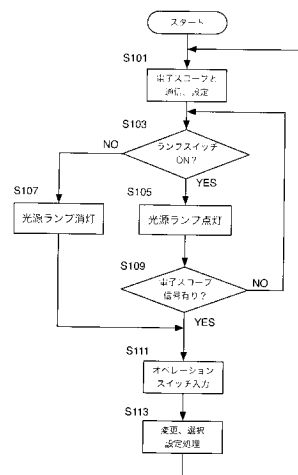 スタート
S101
電子スコープと
通信、設定
S103
ランプスイッチ
ON?
NO
YES
S107
光源ランプ消灯
S105
光源ランプ点灯
S109
電子スコープ
信号有り?
NO
YES
S111
オペレーション
スイッチ入力
S113
変更、選択
設定処理